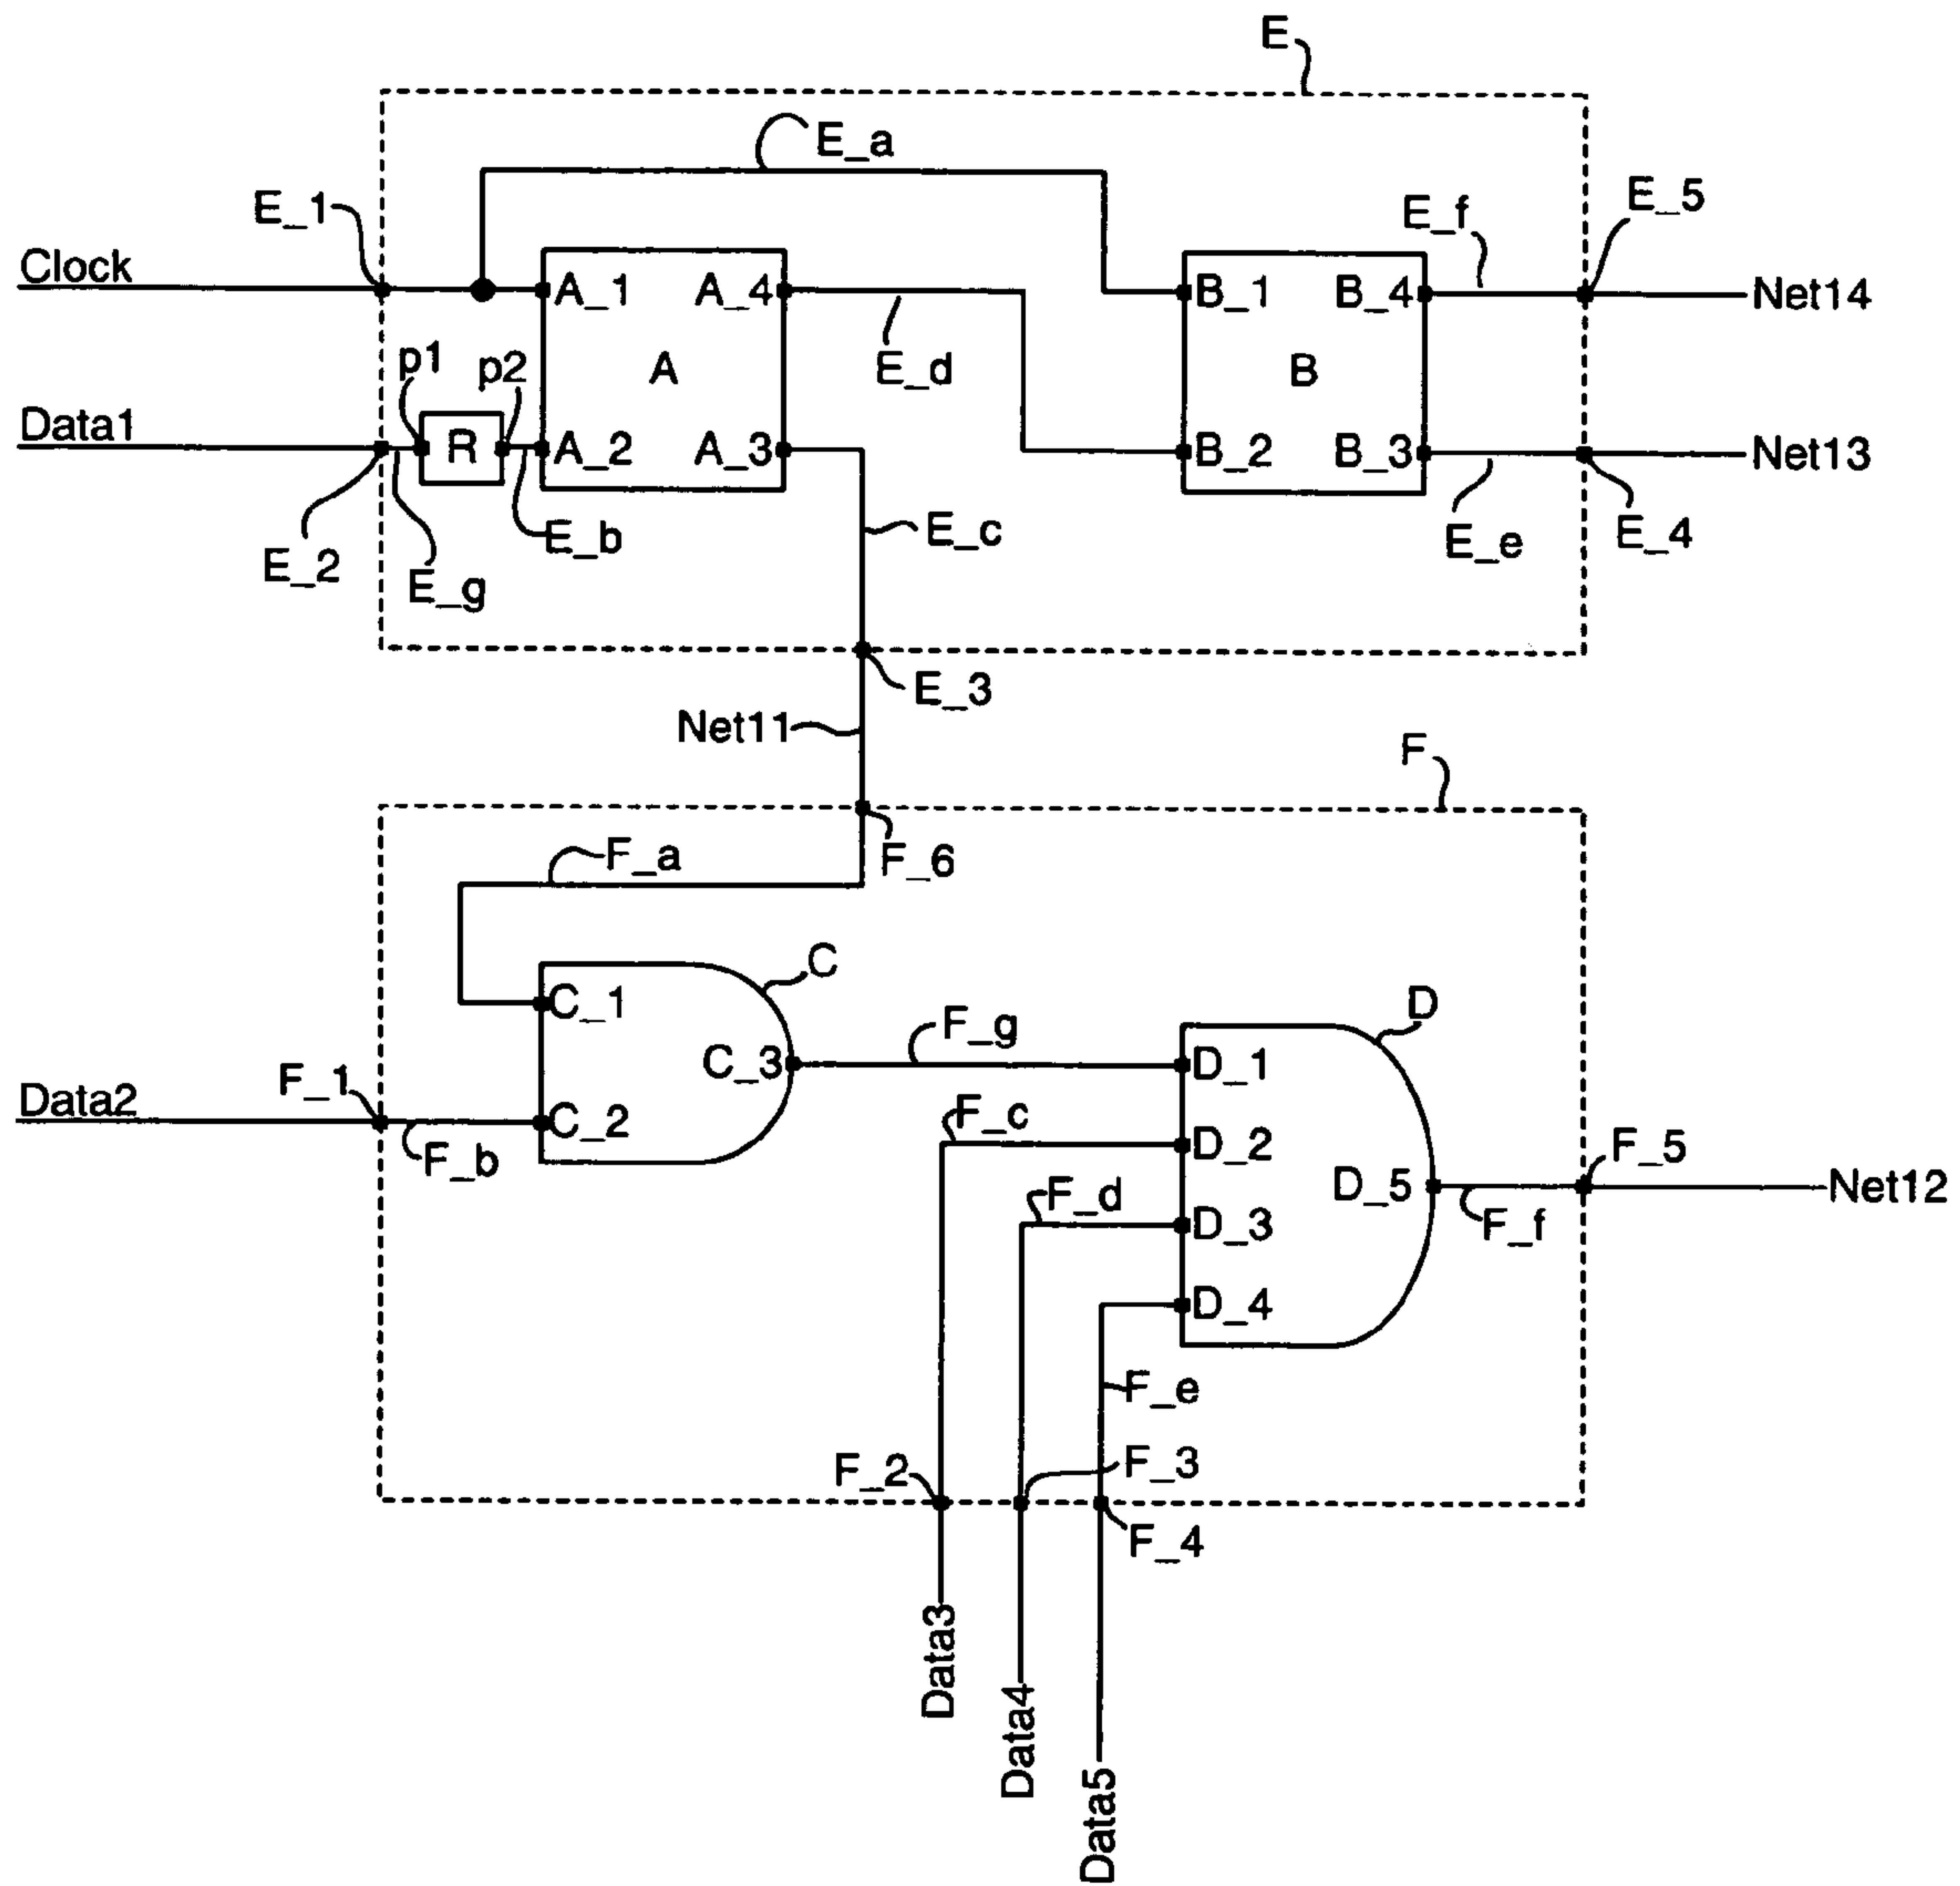 E
E_a
E_1
E_f
E_5
Clock
A_1
A_4
B_1
B_4
Net14
p1
p2
A
E_d
B
Data1
R
A_2
A_3
B_2
B_3
Net13
E_2
E_g
E_b
E_c
E_e
E_4
E_3
Net11
F
F_a
F_6
C
C_1
F_g
D
C_3
D_1
F_1
Data2
C_2
F_c
F_b
D_2
F_5
F_d
D_5
Net12
D_3
F_f
D_4
F_e
F_2
F_3
F_4
Data3
Data4
Data5